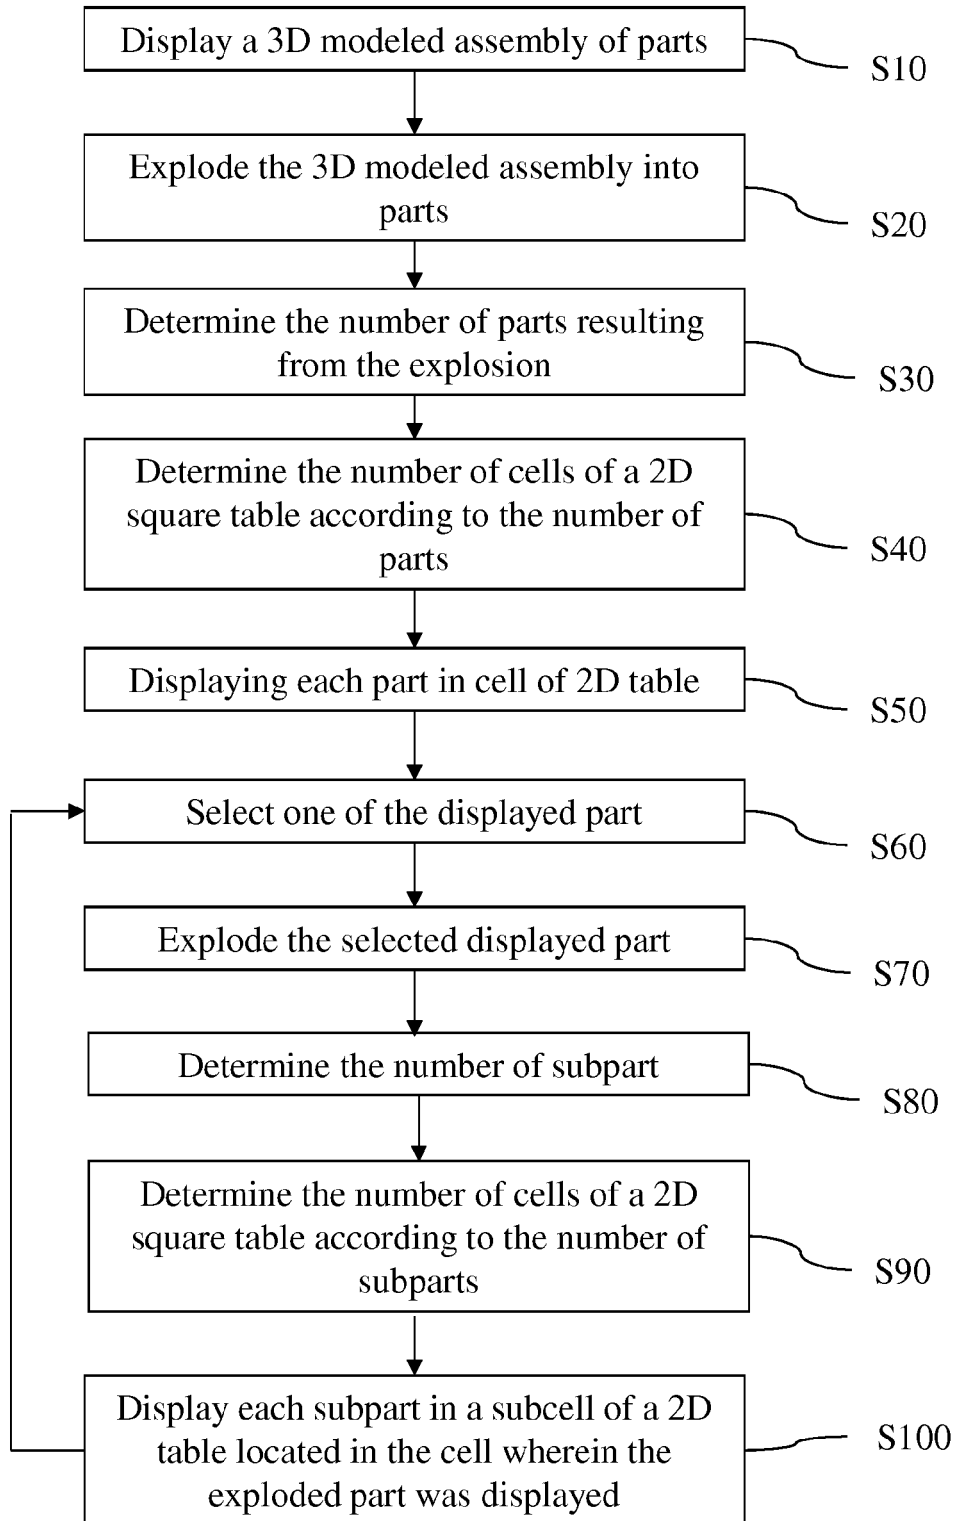 Display a 3D modeled assembly of parts
S10
Explode the 3D modeled assembly into
parts
S20
Determine the number of parts resulting
from the explosion
S30
Determine the number of cells of a 2D
square table according to the number of
parts
S40
Displaying each part in cell of 2D table
S50
Select one of the displayed part
S60
Explode the selected displayed part
S70
Determine the number of subpart
S80
Determine the number of cells of a 2D
square table according to the number of
subparts
S90
Display each subpart in a subcell of a 2D
table located in the cell wherein the
exploded part was displayed
S100